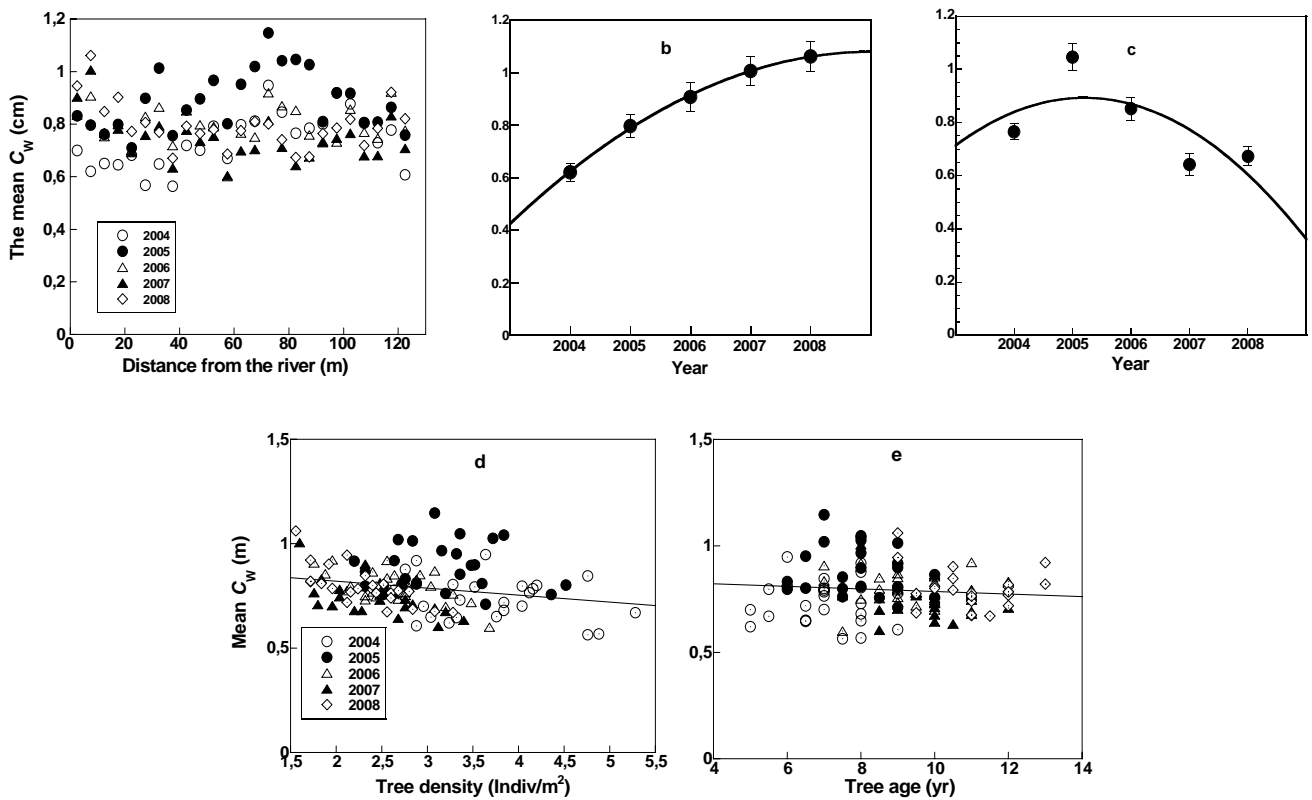 The mean C_W (cm)
1,2
1
0,8
0,6
0,4
0,2
0
2004
2005
2006
2007
2008
0 20 40 60 80 100 120
Distance from the river (m)
b
1.2
1
0.8
0.6
0.4
0.2
0
2004 2005 2006 2007 2008
Year
c
1.2
1
0.8
0.6
0.4
0.2
0
2004 2005 2006 2007 2008
Year
d
Mean C_W (m)
1,5
1
0,5
0
2004
2005
2006
2007
2008
1,5 2 2,5 3 3,5 4 4,5 5 5,5
Tree density (Indiv/m²)
e
1,5
1
0,5
0
4 6 8 10 12 14
Tree age (yr)